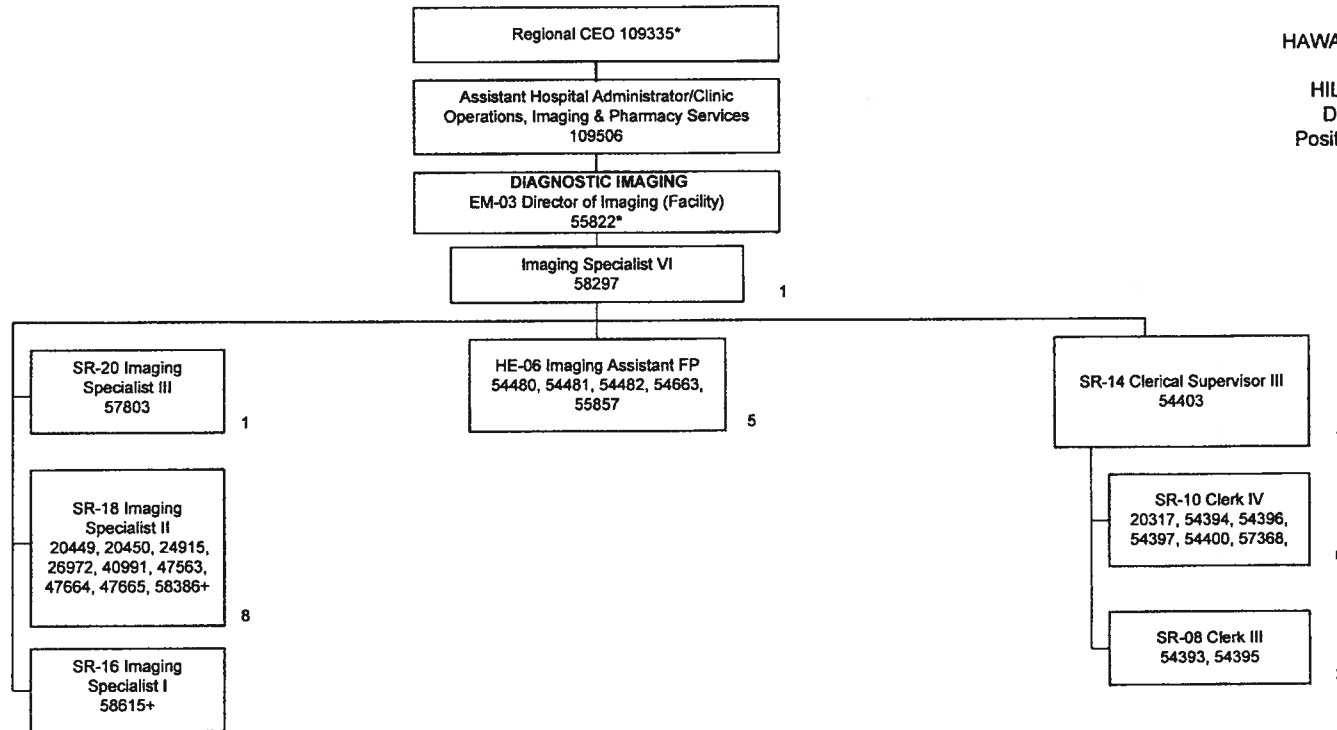 Regional CEO 109335*
HAWA
Assistant Hospital Administrator/Clinic
Operations, Imaging & Pharmacy Services
109506
HIL
D
Posit
DIAGNOSTIC IMAGING
EM-03 Director of Imaging (Facility)
55822*
Imaging Specialist VI
58297
1
SR-20 Imaging
Specialist III
57803
1
HE-06 Imaging Assistant FP
54480, 54481, 54482, 54663,
55857
5
SR-14 Clerical Supervisor III
54403
SR-18 Imaging
Specialist II
20449, 20450, 24915,
26972, 40991, 47563,
47664, 47665, 58386+
8
SR-10 Clerk IV
20317, 54394, 54396,
54397, 54400, 57368,
SR-16 Imaging
Specialist I
58615+
SR-08 Clerk III
54393, 54395